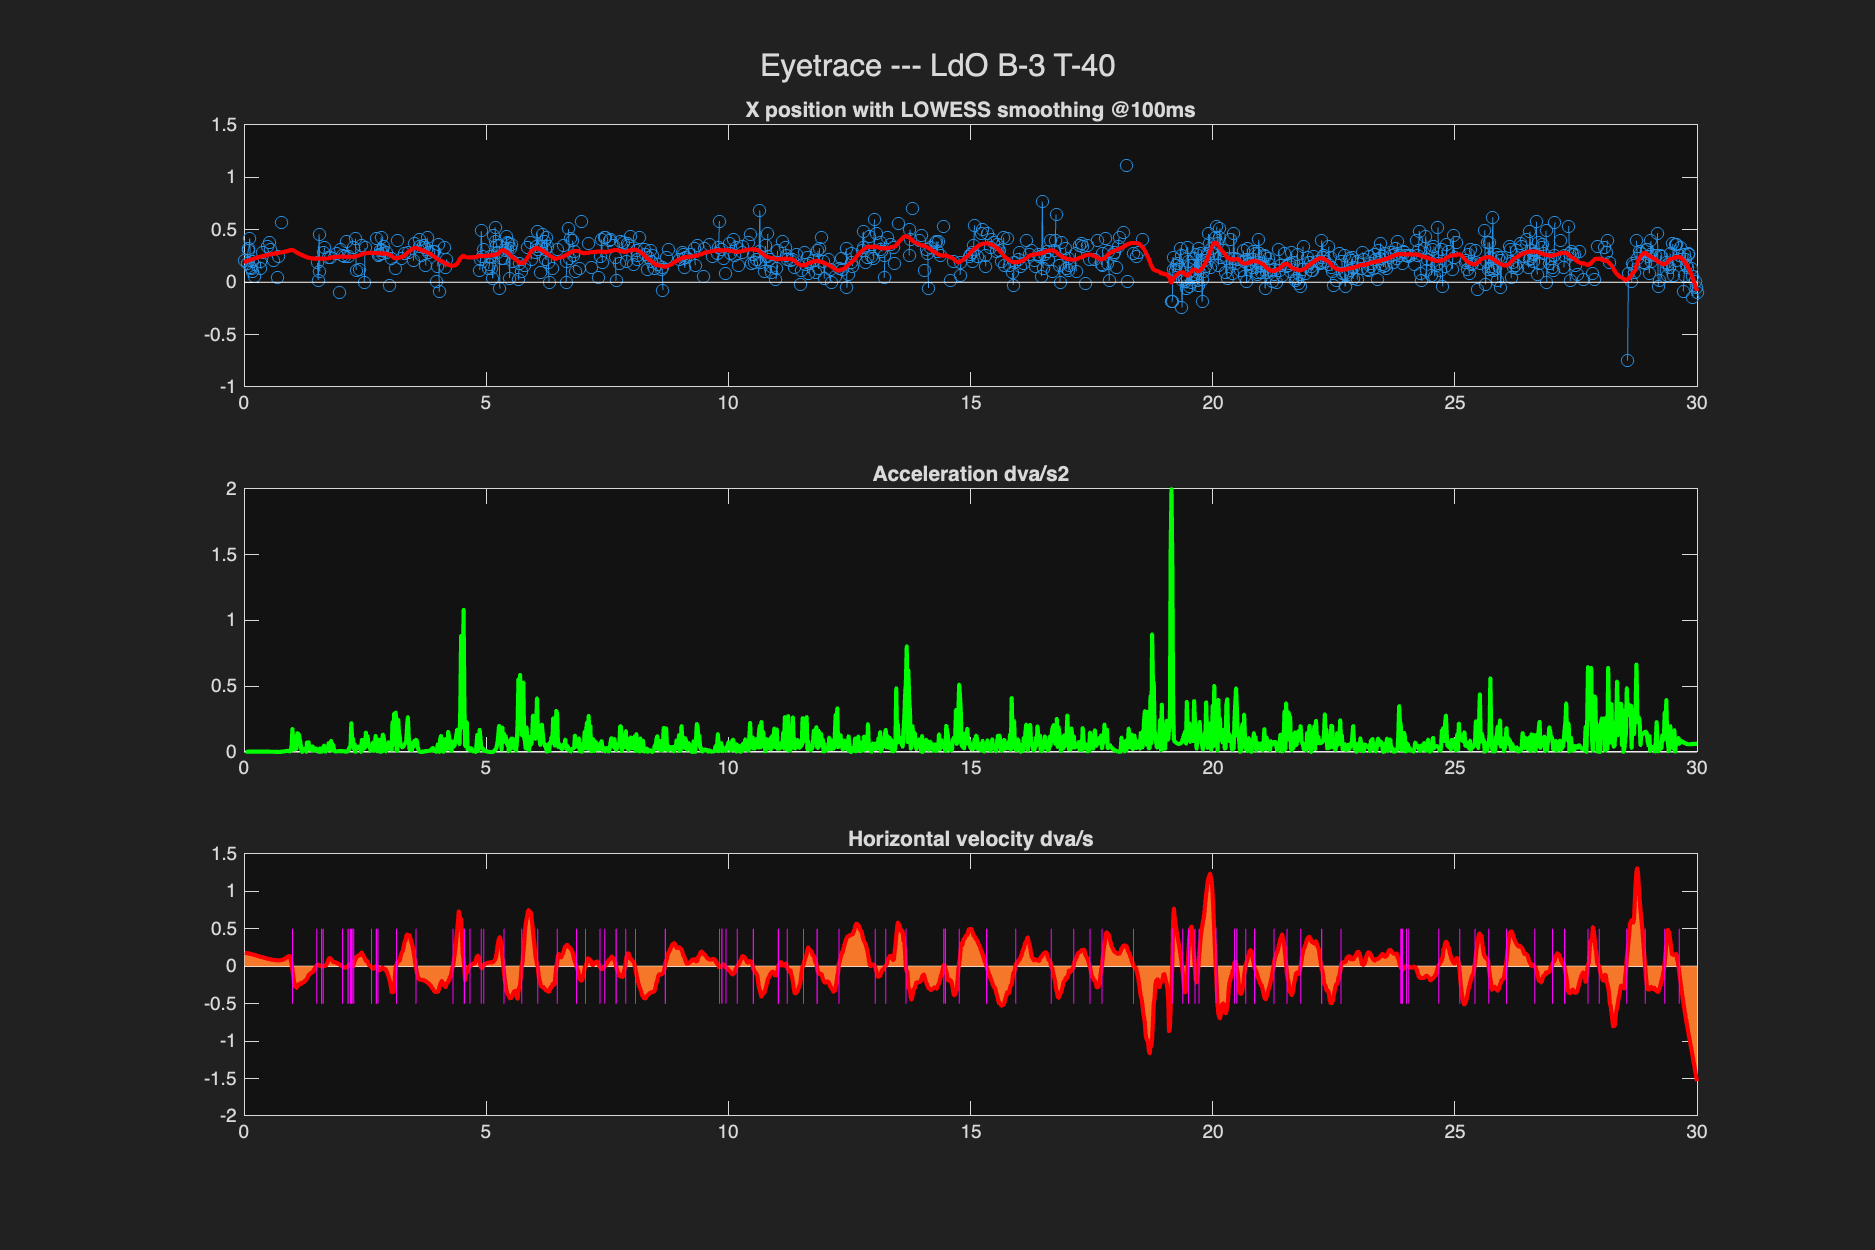 Eyetrace --- LdO B-3 T-40
X position with LOWESS smoothing @100ms
1.5
1
0.5
0
-0.5
-1
0 5 10 15 20 25 30
Acceleration dva/s2
2
1.5
1
0.5
0
0 5 10 15 20 25 30
Horizontal velocity dva/s
1.5
1
0.5
0
-0.5
-1
-1.5
-2
0 5 10 15 20 25 30